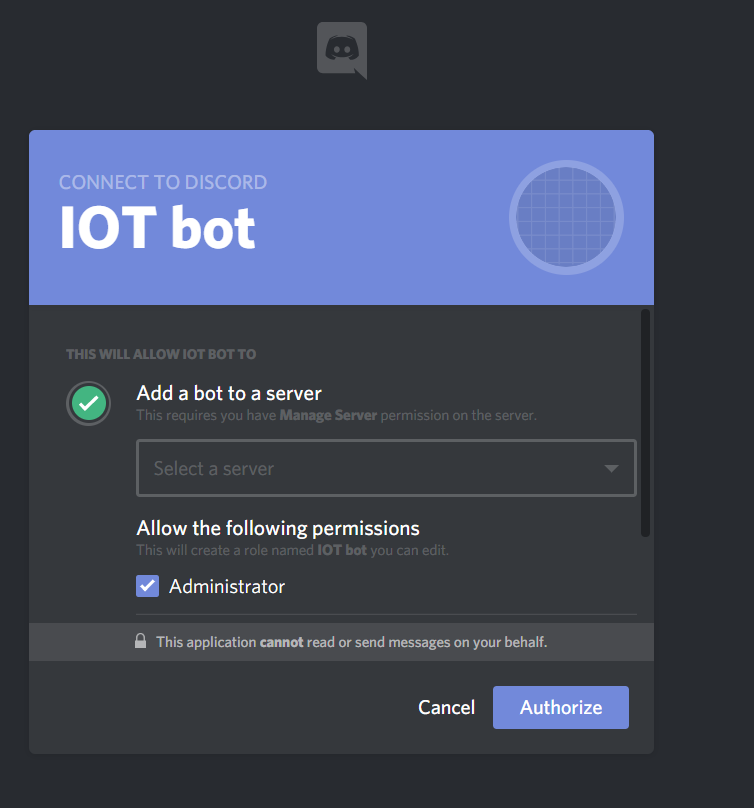 CONNECT TO DISCORD
IOT bot
THIS WILL ALLOW IOT BOT TO
Add a bot to a server
This requires you have Manage Server permission on the server.
Select a server
Allow the following permissions
This will create a role named IOT bot you can edit.
Administrator
This application cannot read or send messages on your behalf.
Cancel
Authorize